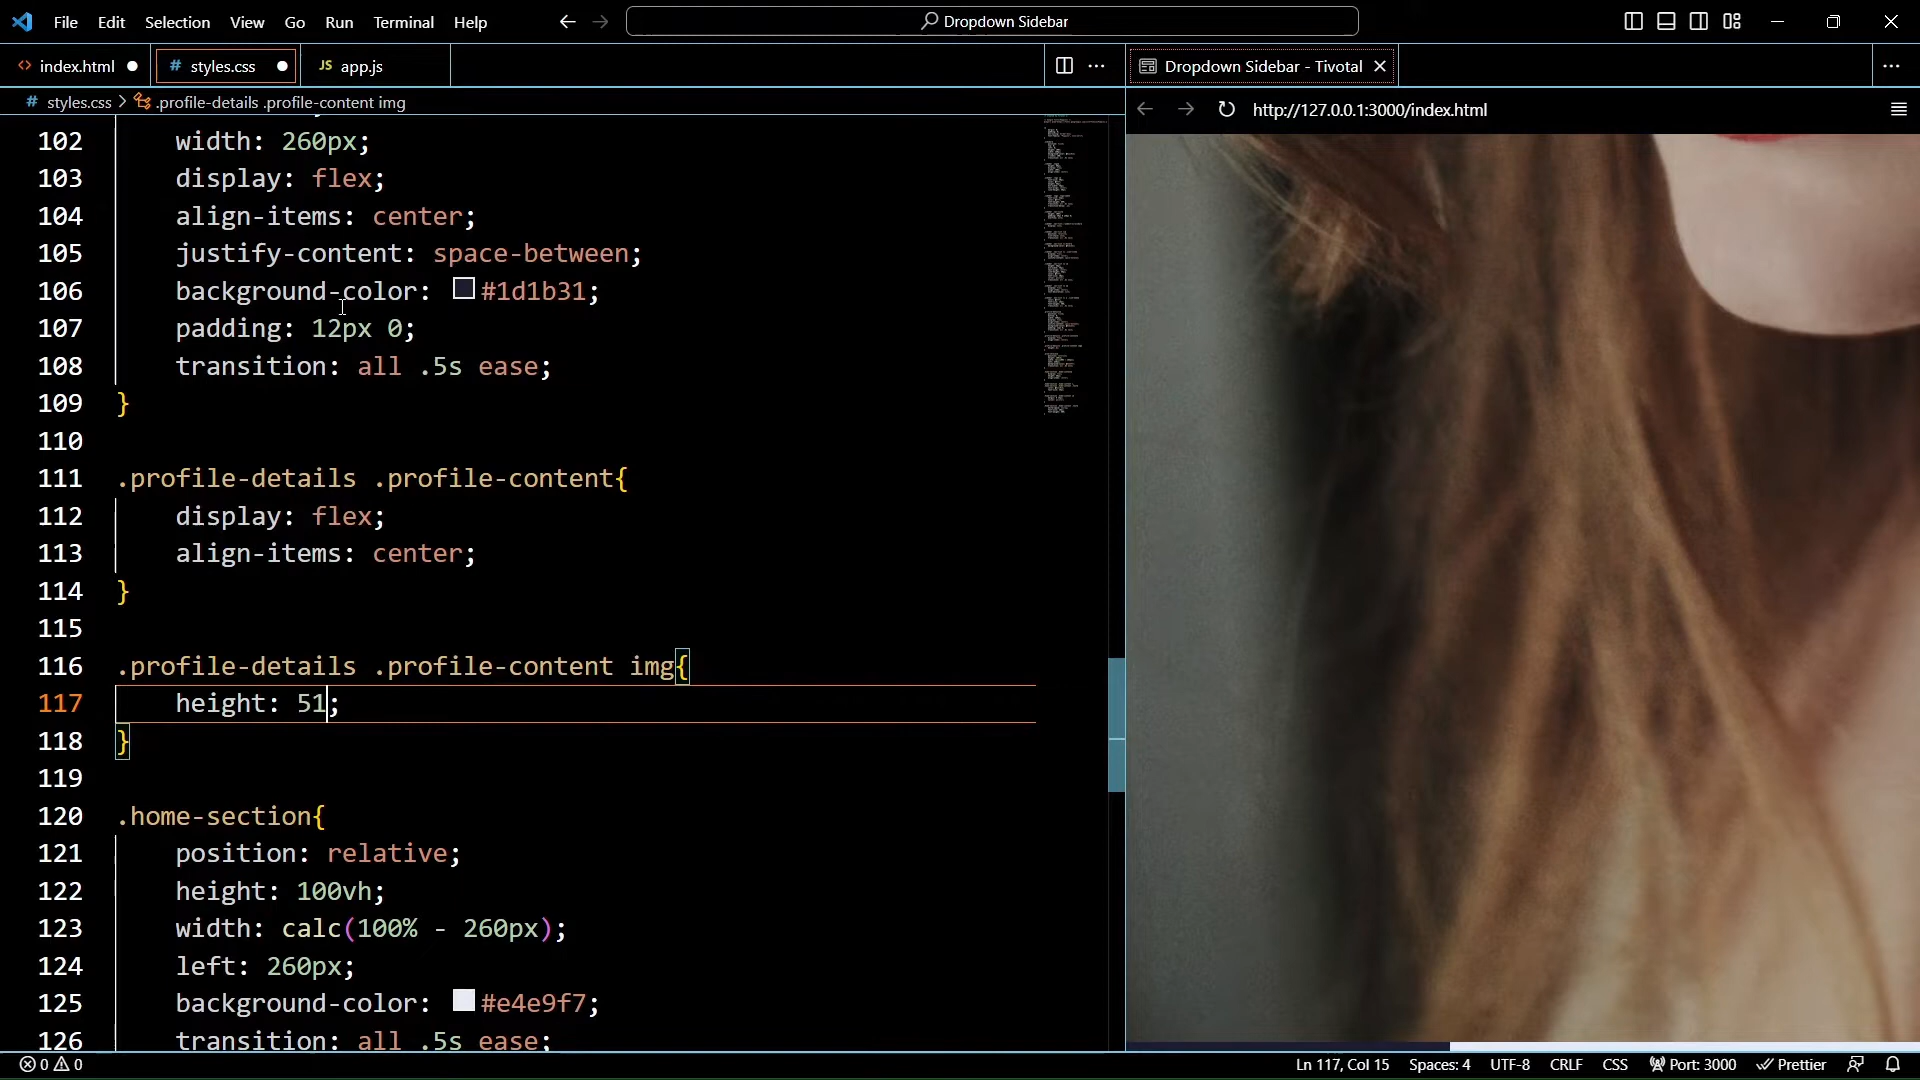 File Edit Selection View Go Run Terminal Help
Dropdown Sidebar
index.html
# styles.css
JS app.js
Dropdown Sidebar - Tivotal
# styles.css > .profile-details .profile-content img
http://127.0.0.1:3000/index.html
102 width: 260px;
103 display: flex;
104 align-items: center;
105 justify-content: space-between;
106 background-color: #1d1b31;
107 padding: 12px 0;
108 transition: all .5s ease;
109 }
110
111 .profile-details .profile-content{
112 display: flex;
113 align-items: center;
114 }
115
116 .profile-details .profile-content img{
117 height: 51;
118 }
119
120 .home-section{
121 position: relative;
122 height: 100vh;
123 width: calc(100% - 260px);
124 left: 260px;
125 background-color: #e4e9f7;
126 transition: all .5s ease;
0 0
Ln 117, Col 15 Spaces: 4 UTF-8 CRLF CSS Port: 3000 Prettier